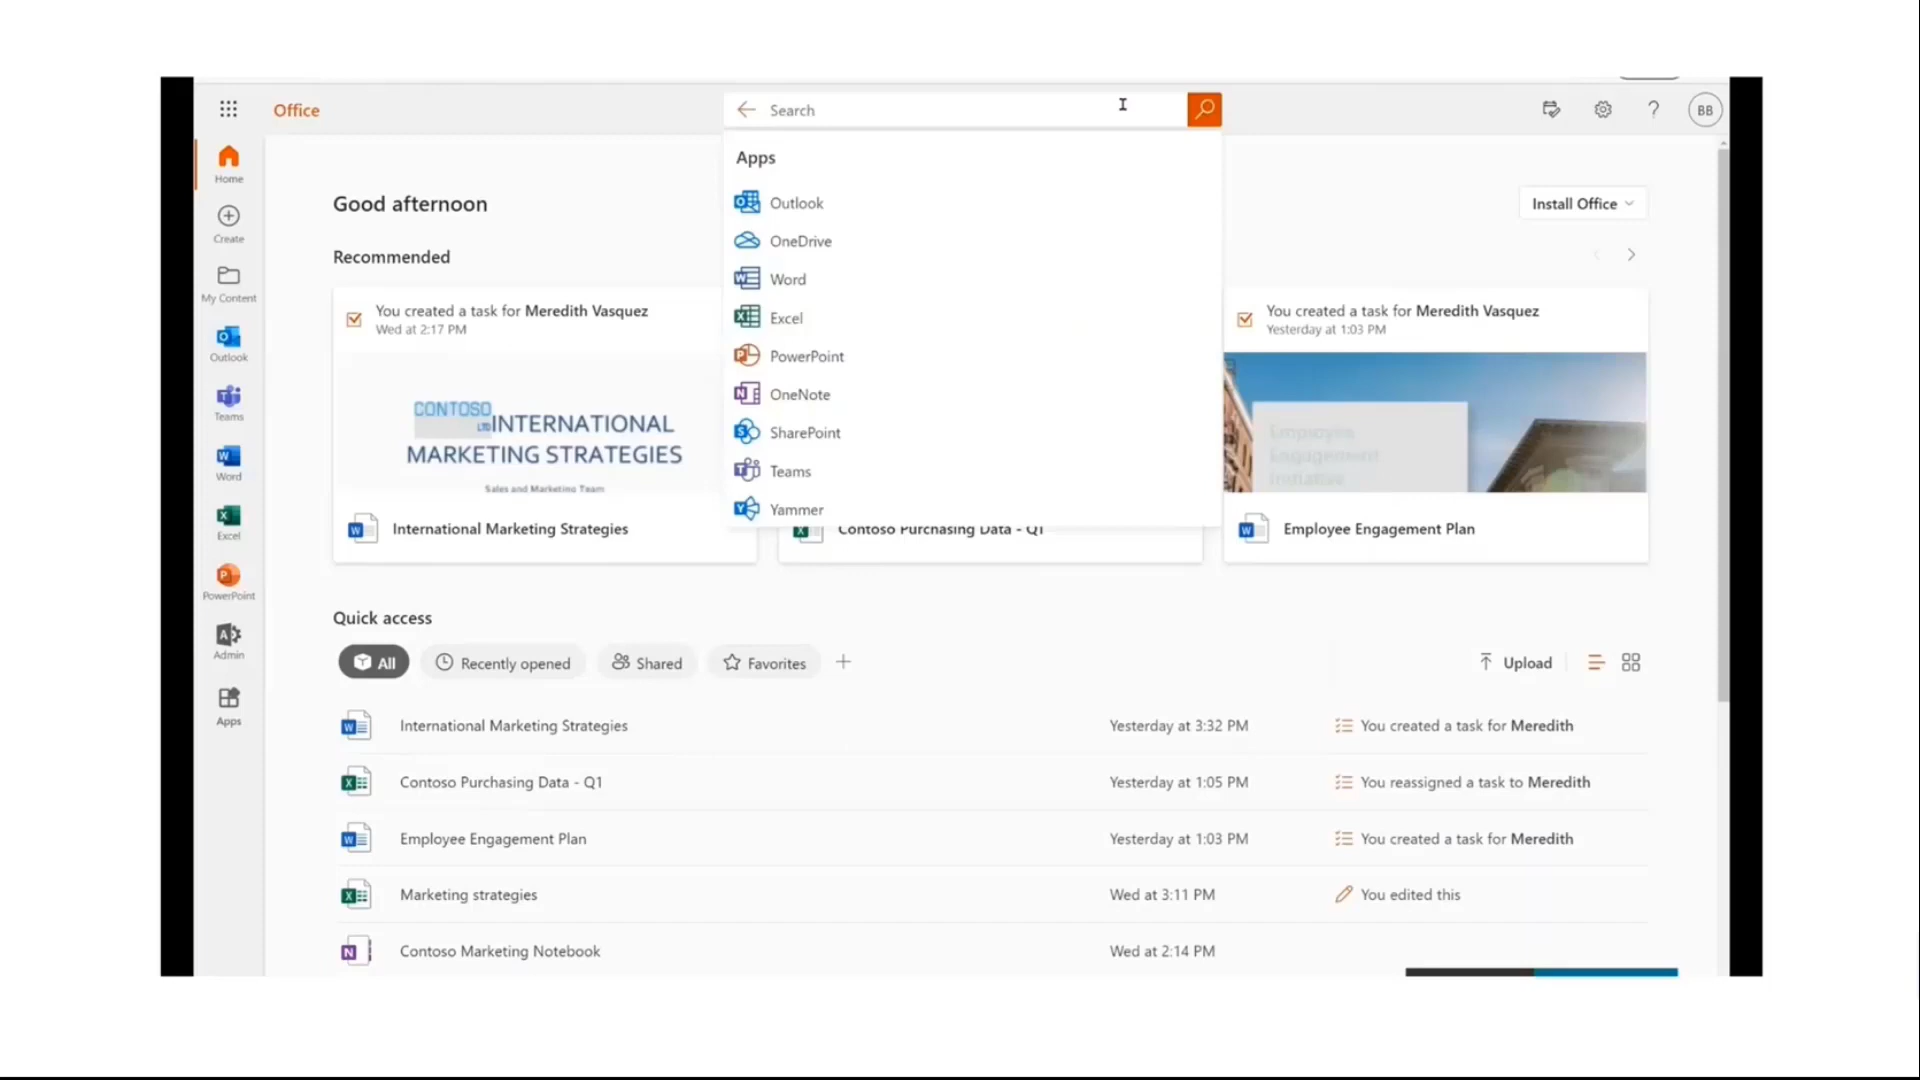 Office
Search
BB
Home
Create
My Content
Outlook
Teams
Word
Excel
PowerPoint
Admin
Apps
Good afternoon
Install Office
Recommended
Apps
Outlook
OneDrive
Word
Excel
PowerPoint
OneNote
SharePoint
Teams
Yammer
You created a task for Meredith Vasquez
Wed at 2:17 PM
CONTOSO
LTD INTERNATIONAL
MARKETING STRATEGIES
Sales and Marketing Team
International Marketing Strategies
Contoso Purchasing Data - Q1
You created a task for Meredith Vasquez
Yesterday at 1:03 PM
Employee
Engagement
Initiative
Employee Engagement Plan
Quick access
All
Recently opened
Shared
Favorites
Upload
International Marketing Strategies Yesterday at 3:32 PM You created a task for Meredith
Contoso Purchasing Data - Q1 Yesterday at 1:05 PM You reassigned a task to Meredith
Employee Engagement Plan Yesterday at 1:03 PM You created a task for Meredith
Marketing strategies Wed at 3:11 PM You edited this
Contoso Marketing Notebook Wed at 2:14 PM